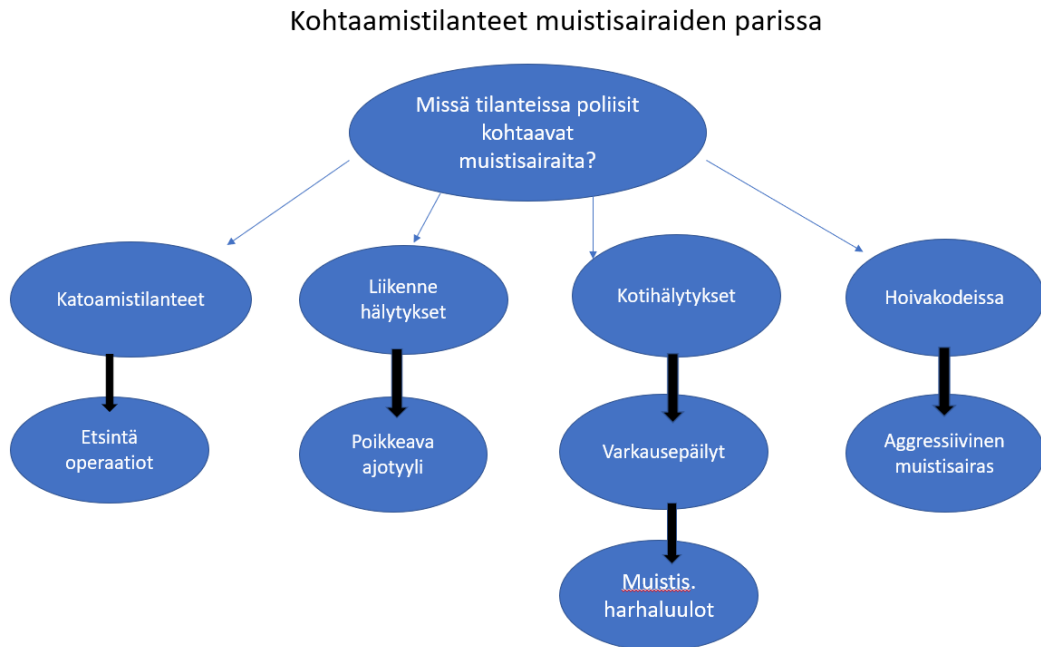 Kohtaamistilanteet muistisairaiden parissa
Missä tilanteissa poliisit
kohtaavat
muistisairaita?
Katoamistilanteet
Liikenne
hälytykset
Kotihälytykset
Hoivakodeissa
Etsintä
operaatiot
Poikkeava
ajotyyli
Varkausepäilyt
Aggressiivinen
muistisairas
Muistis.
harhaluulot